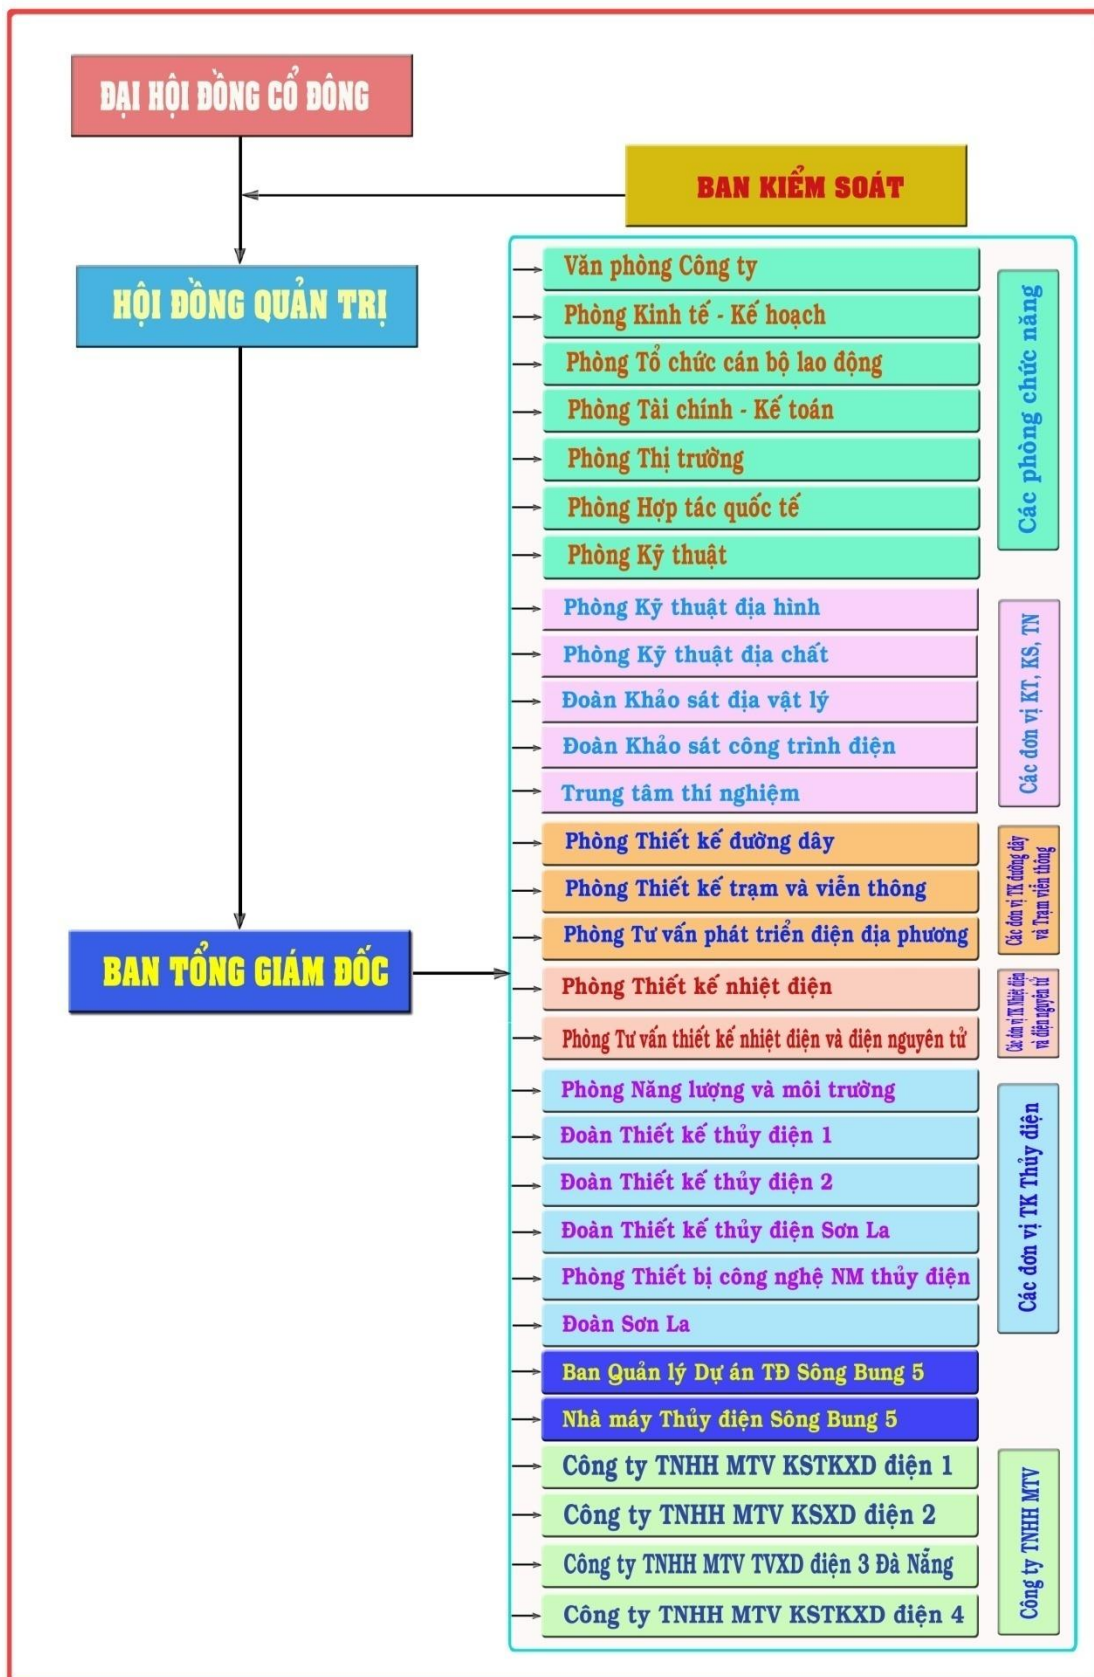 ĐẠI HỘI ĐỒNG CỔ ĐÔNG
BAN KIỂM SOÁT
HỘI ĐỒNG QUẢN TRỊ
BAN TỔNG GIÁM ĐỐC
Văn phòng Công ty
Phòng Kinh tế - Kế hoạch
Phòng Tổ chức cán bộ lao động
Phòng Tài chính - Kế toán
Phòng Thị trường
Phòng Hợp tác quốc tế
Phòng Kỹ thuật
Các phòng chức năng
Phòng Kỹ thuật địa hình
Phòng Kỹ thuật địa chất
Đoàn Khảo sát địa vật lý
Đoàn Khảo sát công trình điện
Trung tâm thí nghiệm
Các đơn vị KT, KS, TN
Phòng Thiết kế đường dây
Phòng Thiết kế trạm và viễn thông
Phòng Tư vấn phát triển điện địa phương
Các đơn vị TK đường dây
và Trạm viễn thông
Phòng Thiết kế nhiệt điện
Phòng Tư vấn thiết kế nhiệt điện và điện nguyên tử
Các đơn vị TK Nhiệt điện
và điện nguyên tử
Phòng Năng lượng và môi trường
Đoàn Thiết kế thủy điện 1
Đoàn Thiết kế thủy điện 2
Đoàn Thiết kế thủy điện Sơn La
Phòng Thiết bị công nghệ NM thủy điện
Đoàn Sơn La
Các đơn vị TK Thủy điện
Ban Quản lý Dự án TĐ Sông Bung 5
Nhà máy Thủy điện Sông Bung 5
Công ty TNHH MTV KSTKXD điện 1
Công ty TNHH MTV KSXD điện 2
Công ty TNHH MTV TVXD điện 3 Đà Nẵng
Công ty TNHH MTV KSTKXD điện 4
Công ty TNHH MTV